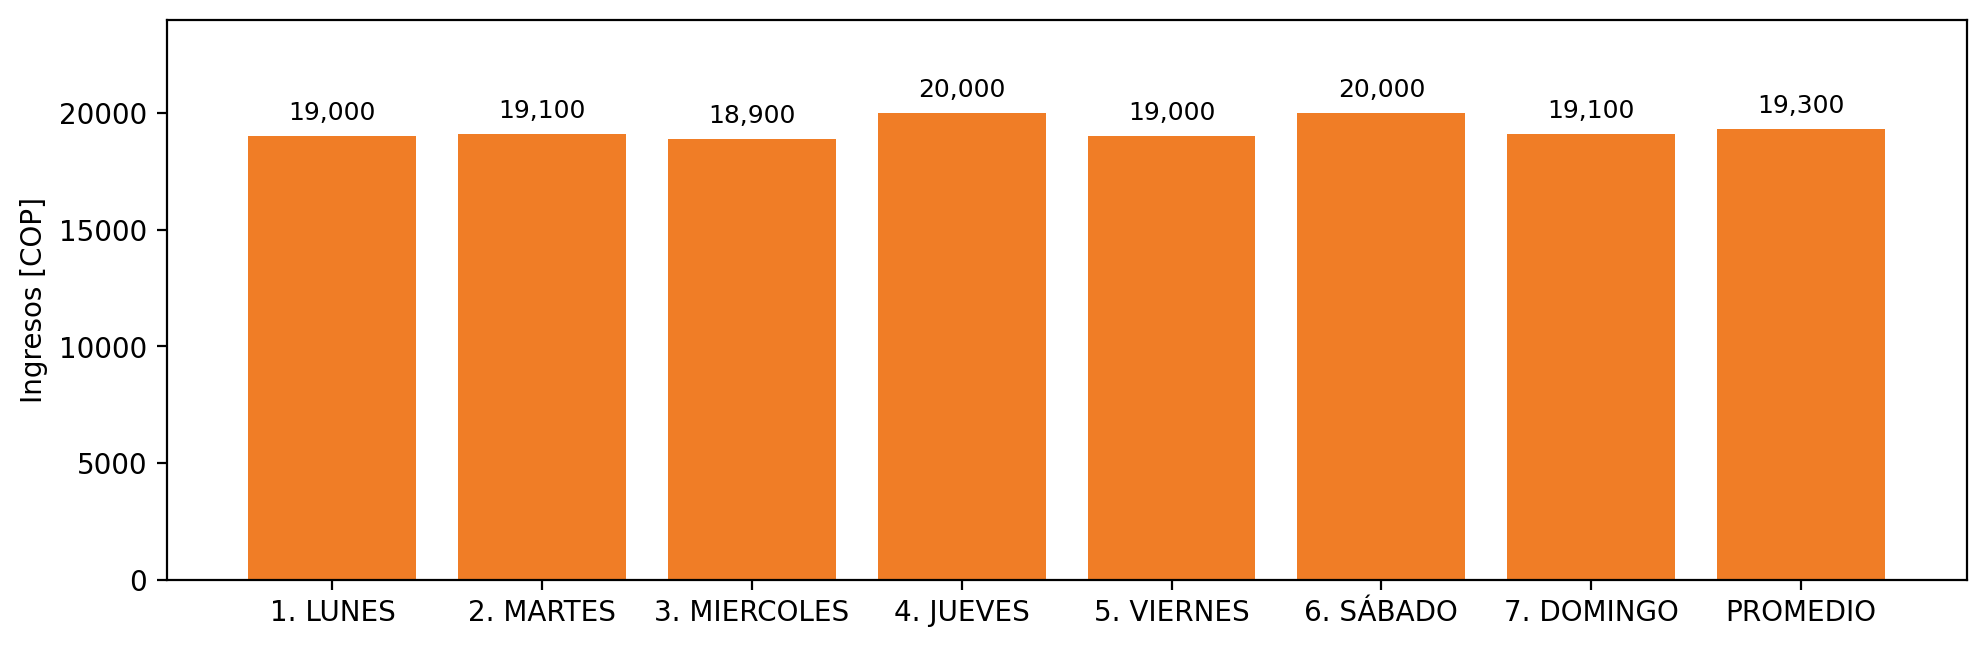 19,000
19,100
18,900
20,000
19,000
20,000
19,100
19,300
Ingresos [COP]
20000
15000
10000
5000
0
1. LUNES
2. MARTES
3. MIERCOLES
4. JUEVES
5. VIERNES
6. SÁBADO
7. DOMINGO
PROMEDIO